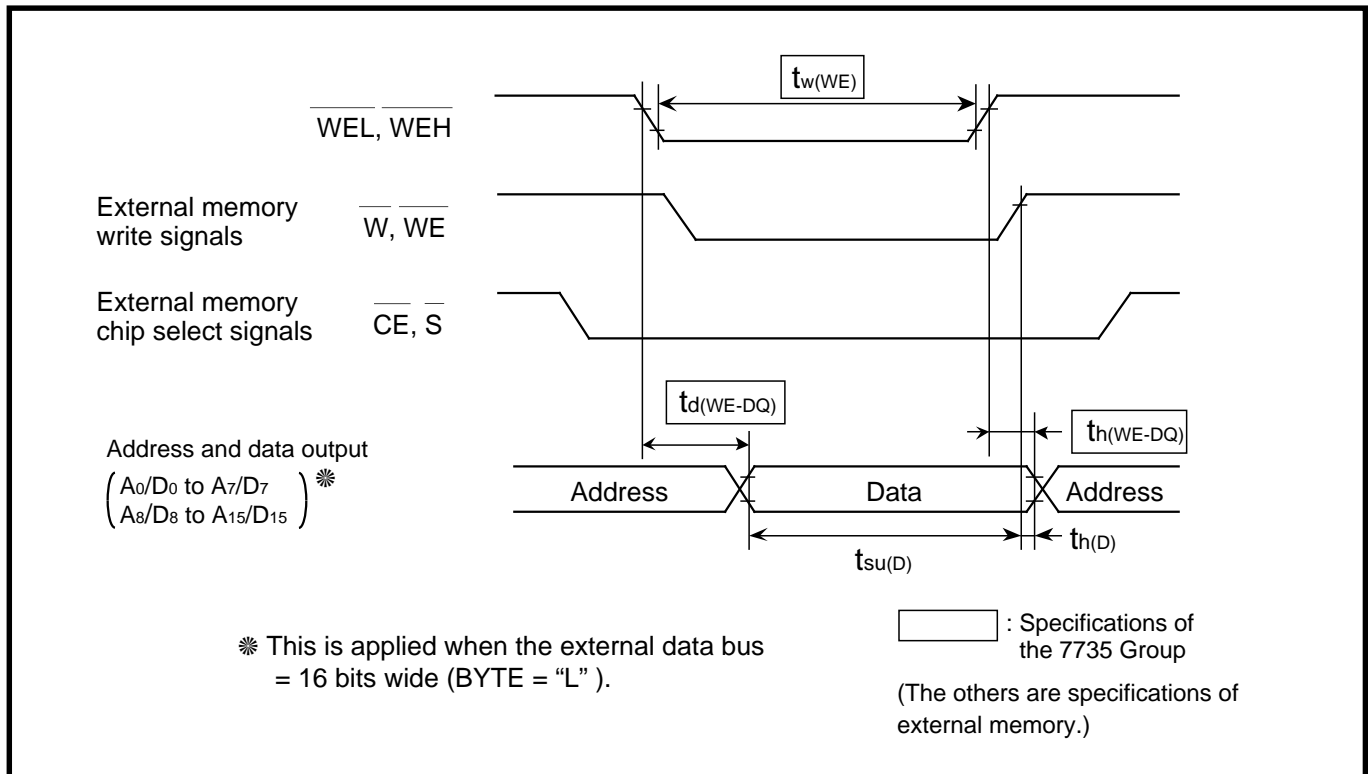 tw(WE)
WEL, WEH
External memory
write signals
W, WE
External memory
chip select signals
CE, S
td(WE-DQ)
th(WE-DQ)
Address and data output
(A0/D0 to A7/D7
A8/D8 to A15/D15) ❋
Address
Data
Address
tsu(D)
th(D)
❋ This is applied when the external data bus
= 16 bits wide (BYTE = “L” ).
: Specifications of
the 7735 Group
(The others are specifications of
external memory.)